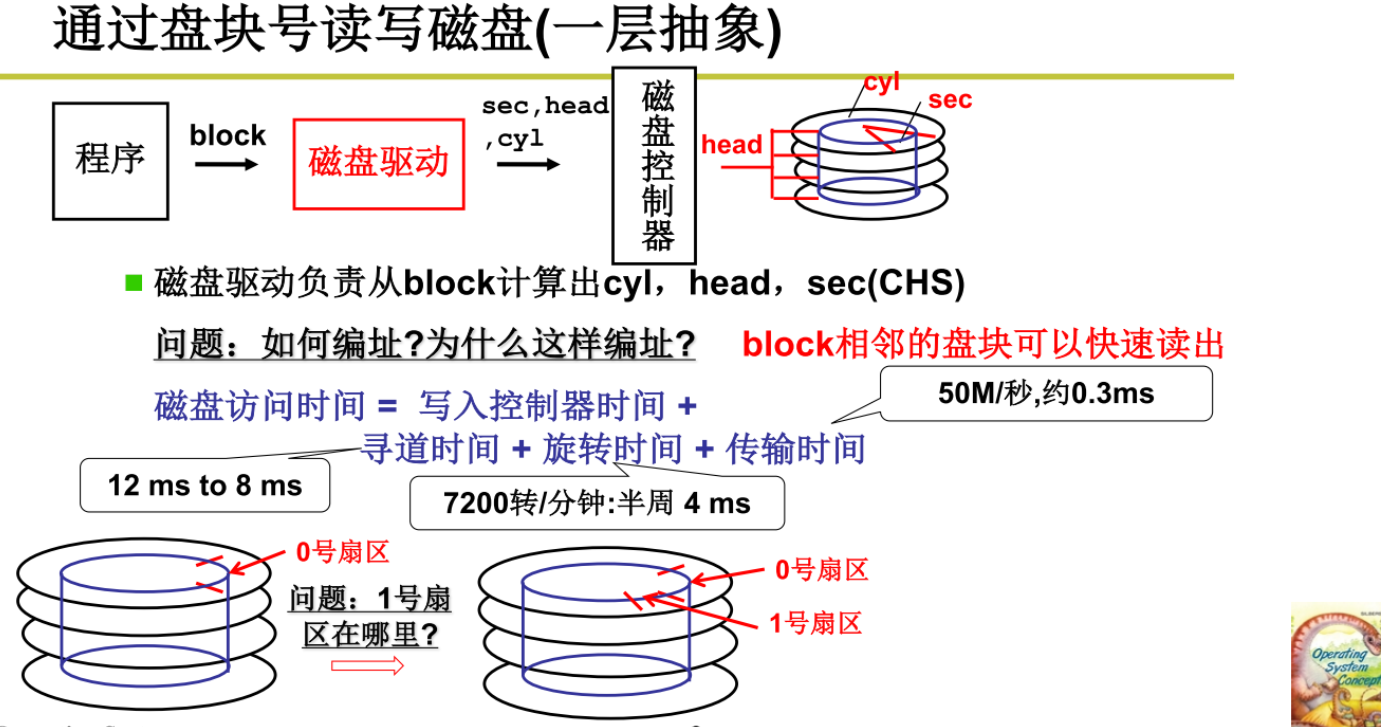 通过盘块号读写磁盘(一层抽象)
程序
block
磁盘驱动
sec,head
,cyl
磁盘控制器
head
cyl
sec
磁盘驱动负责从block计算出cyl，head，sec(CHS)
问题：如何编址?为什么这样编址?
block相邻的盘块可以快速读出
磁盘访问时间 = 写入控制器时间 +
寻道时间 + 旋转时间 + 传输时间
50M/秒,约0.3ms
12 ms to 8 ms
7200转/分钟:半周 4 ms
0号扇区
问题：1号扇
区在哪里?
0号扇区
1号扇区
Operating
System
Concept